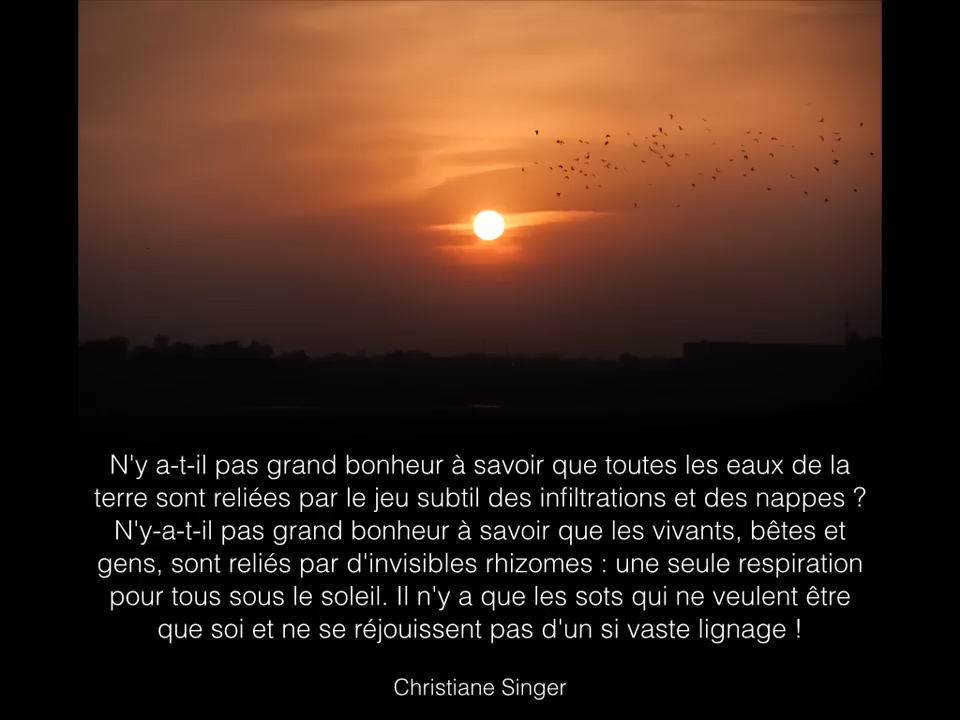 N'y a-t-il pas grand bonheur à savoir que toutes les eaux de la
terre sont reliées par le jeu subtil des infiltrations et des nappes ?
N'y-a-t-il pas grand bonheur à savoir que les vivants, bêtes et
gens, sont reliés par d'invisibles rhizomes : une seule respiration
pour tous sous le soleil. Il n'y a que les sots qui ne veulent être
que soi et ne se réjouissent pas d'un si vaste lignage !
Christiane Singer